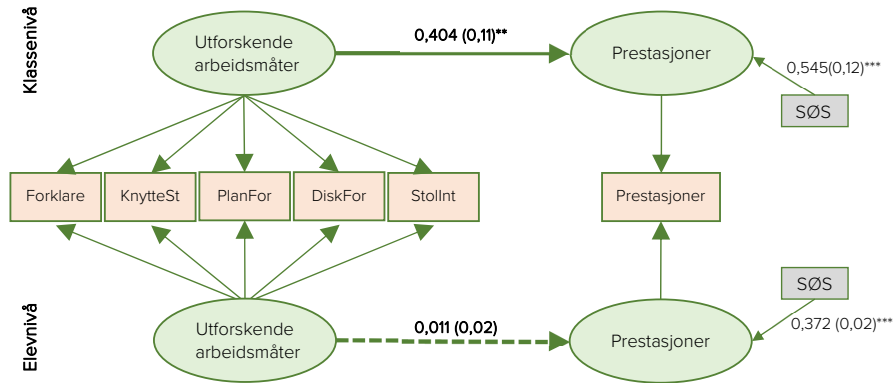 Klassenivå
Utforskende
arbeidsmåter
0,404 (0,11)**
Prestasjoner
0,545(0,12)***
SØS
Forklare
KnytteSt
PlanFor
DiskFor
StolInt
Prestasjoner
Elevnivå
Utforskende
arbeidsmåter
0,011 (0,02)
Prestasjoner
SØS
0,372 (0,02)***